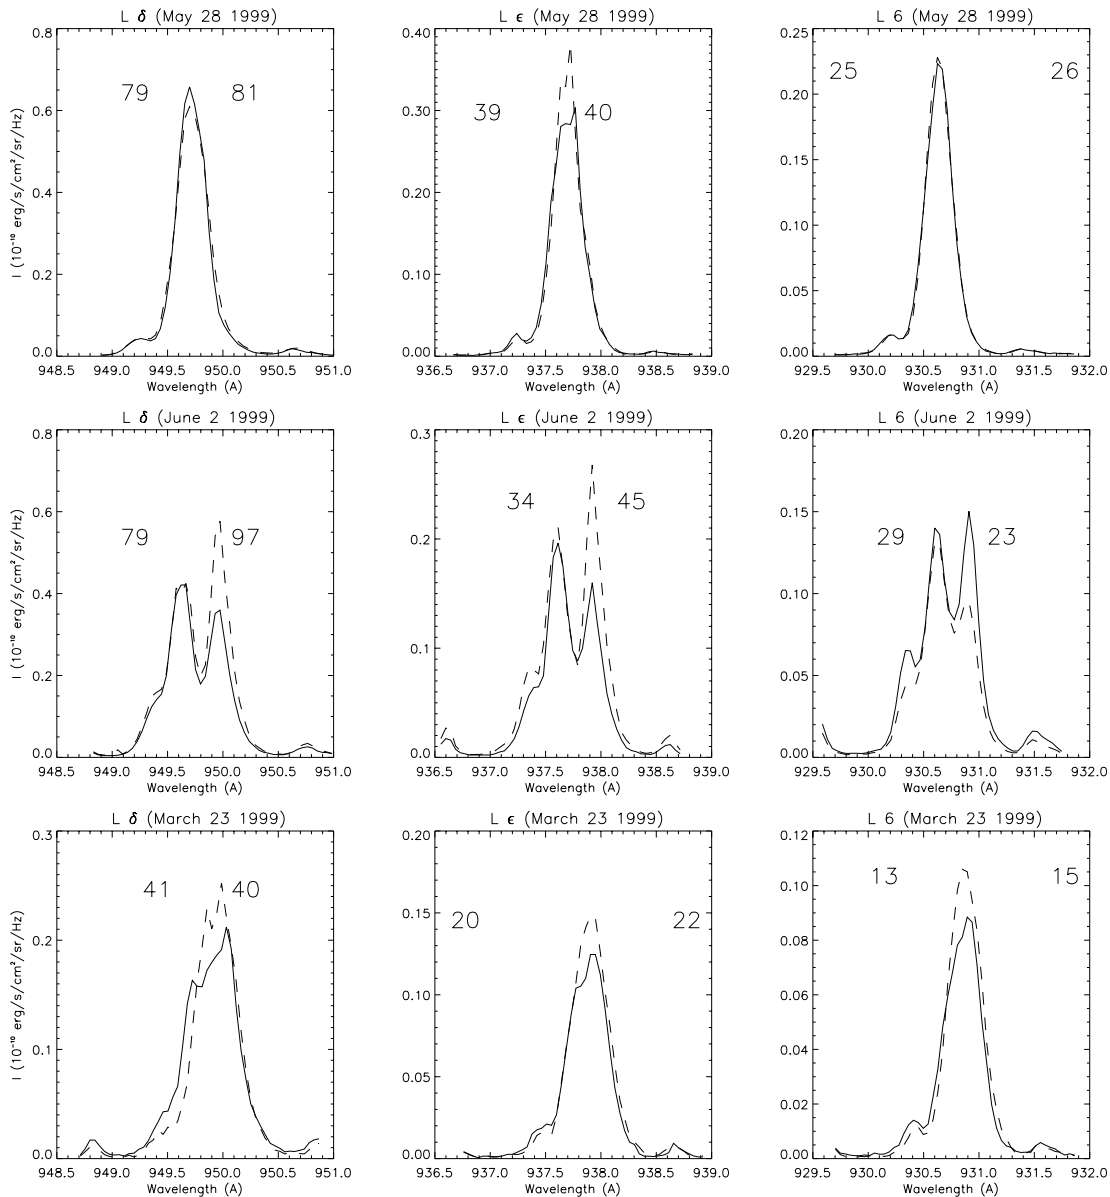 L δ (May 28 1999)
L ϵ (May 28 1999)
L 6 (May 28 1999)
0.8
0.6
0.4
0.2
0.0
I (10⁻¹⁰ erg/s/cm²/sr/Hz)
79
81
948.5 949.0 949.5 950.0 950.5 951.0
Wavelength (A)
0.40
0.30
0.20
0.10
0.00
39
40
936.5 937.0 937.5 938.0 938.5 939.0
Wavelength (A)
0.25
0.20
0.15
0.10
0.05
0.00
25
26
929.5 930.0 930.5 931.0 931.5 932.0
Wavelength (A)
L δ (June 2 1999)
L ϵ (June 2 1999)
L 6 (June 2 1999)
0.8
0.6
0.4
0.2
0.0
I (10⁻¹⁰ erg/s/cm²/sr/Hz)
79
97
948.5 949.0 949.5 950.0 950.5 951.0
Wavelength (A)
0.3
0.2
0.1
0.0
34
45
936.5 937.0 937.5 938.0 938.5 939.0
Wavelength (A)
0.20
0.15
0.10
0.05
0.00
29
23
929.5 930.0 930.5 931.0 931.5 932.0
Wavelength (A)
L δ (March 23 1999)
L ϵ (March 23 1999)
L 6 (March 23 1999)
0.3
0.2
0.1
0.0
I (10⁻¹⁰ erg/s/cm²/sr/Hz)
41
40
948.5 949.0 949.5 950.0 950.5 951.0
Wavelength (A)
0.20
0.15
0.10
0.05
0.00
20
22
936.5 937.0 937.5 938.0 938.5 939.0
Wavelength (A)
0.12
0.10
0.08
0.06
0.04
0.02
0.00
13
15
929.5 930.0 930.5 931.0 931.5 932.0
Wavelength (A)